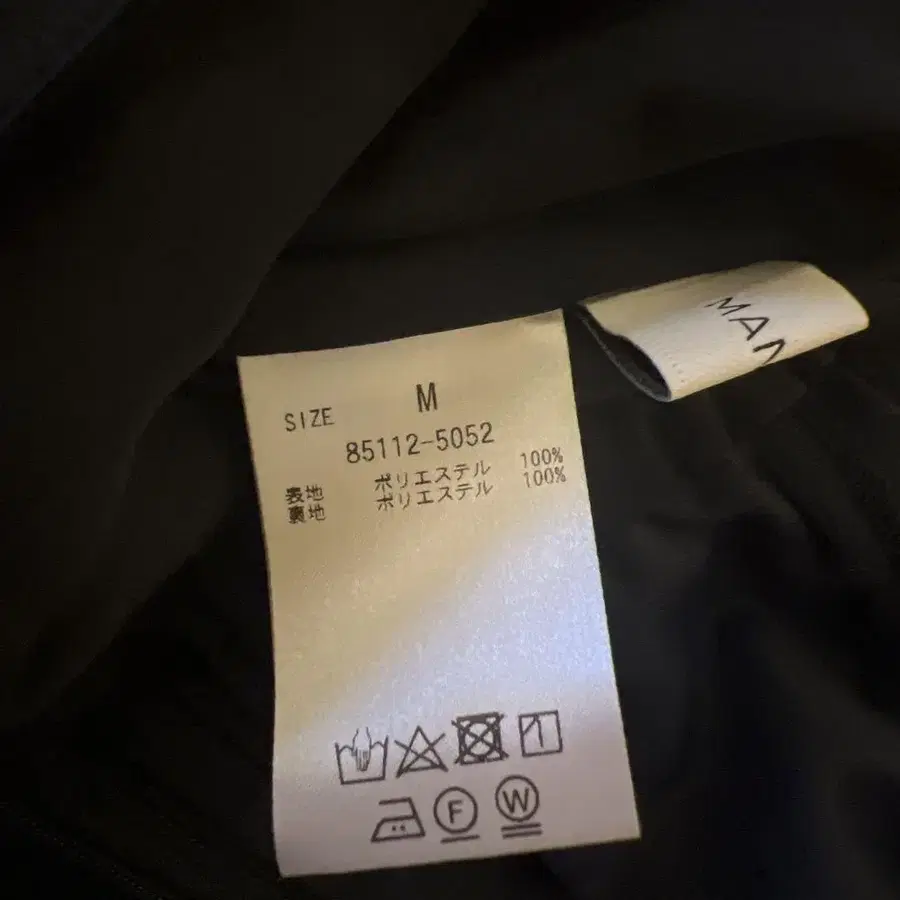 MAN
SIZE M
85112-5052
表地 ポリエステル 100%
裏地 ポリエステル 100%
F W